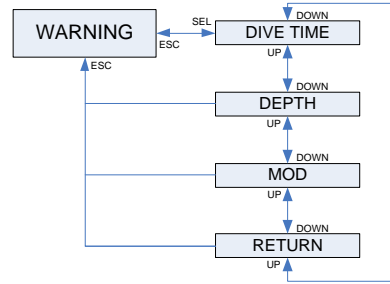 WARNING
SEL
ESC
ESC
DOWN
DIVE TIME
UP
DOWN
DEPTH
UP
DOWN
MOD
UP
DOWN
RETURN
UP